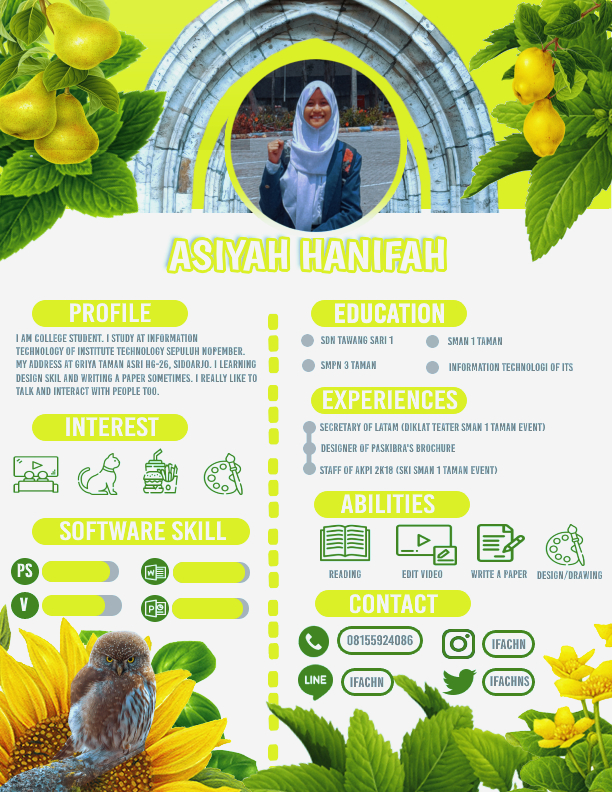 ASIYAH HANIFAH
PROFILE
I AM COLLEGE STUDENT. I STUDY AT INFORMATION
TECHNOLOGY OF INSTITUTE TECHNOLOGY SEPULUH NOPEMBER.
MY ADDRESS AT GRIYA TAMAN ASRI HG-26, SIDOARJO. I LEARNING
DESIGN SKIL AND WRITING A PAPER SOMETIMES. I REALLY LIKE TO
TALK AND INTERACT WITH PEOPLE TOO.
INTEREST
SOFTWARE SKILL
PS
W
V
P
EDUCATION
SDN TAWANG SARI 1
SMAN 1 TAMAN
SMPN 3 TAMAN
INFORMATION TECHNOLOGI OF ITS
EXPERIENCES
SECRETARY OF LATAM (DIKLAT TEATER SMAN 1 TAMAN EVENT)
DESIGNER OF PASKIBRA'S BROCHURE
STAFF OF AKPI 2K18 (SKI SMAN 1 TAMAN EVENT)
ABILITIES
READING
EDIT VIDEO
WRITE A PAPER
DESIGN/DRAWING
CONTACT
08155924086
IFACHN
LINE
IFACHN
IFACHNS